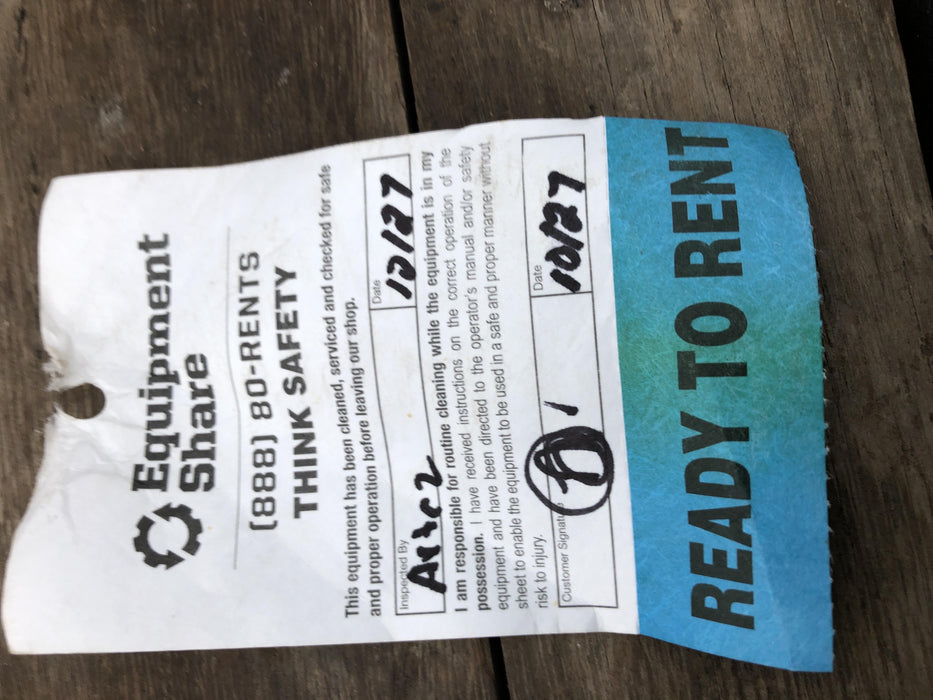 Equipment
Share
(888) 80-RENTS
THINK SAFETY
This equipment has been cleaned, serviced and checked for safe
and proper operation before leaving our shop.
Inspected By
Date
10/27
I am responsible for routine cleaning while the equipment is in my
possession. I have received instructions on the correct operation of the
equipment and have been directed to the operator's manual and/or safety
sheet to enable the equipment to be used in a safe and proper manner without
risk to injury.
Customer Signatu
Date
10/27
READY TO RENT